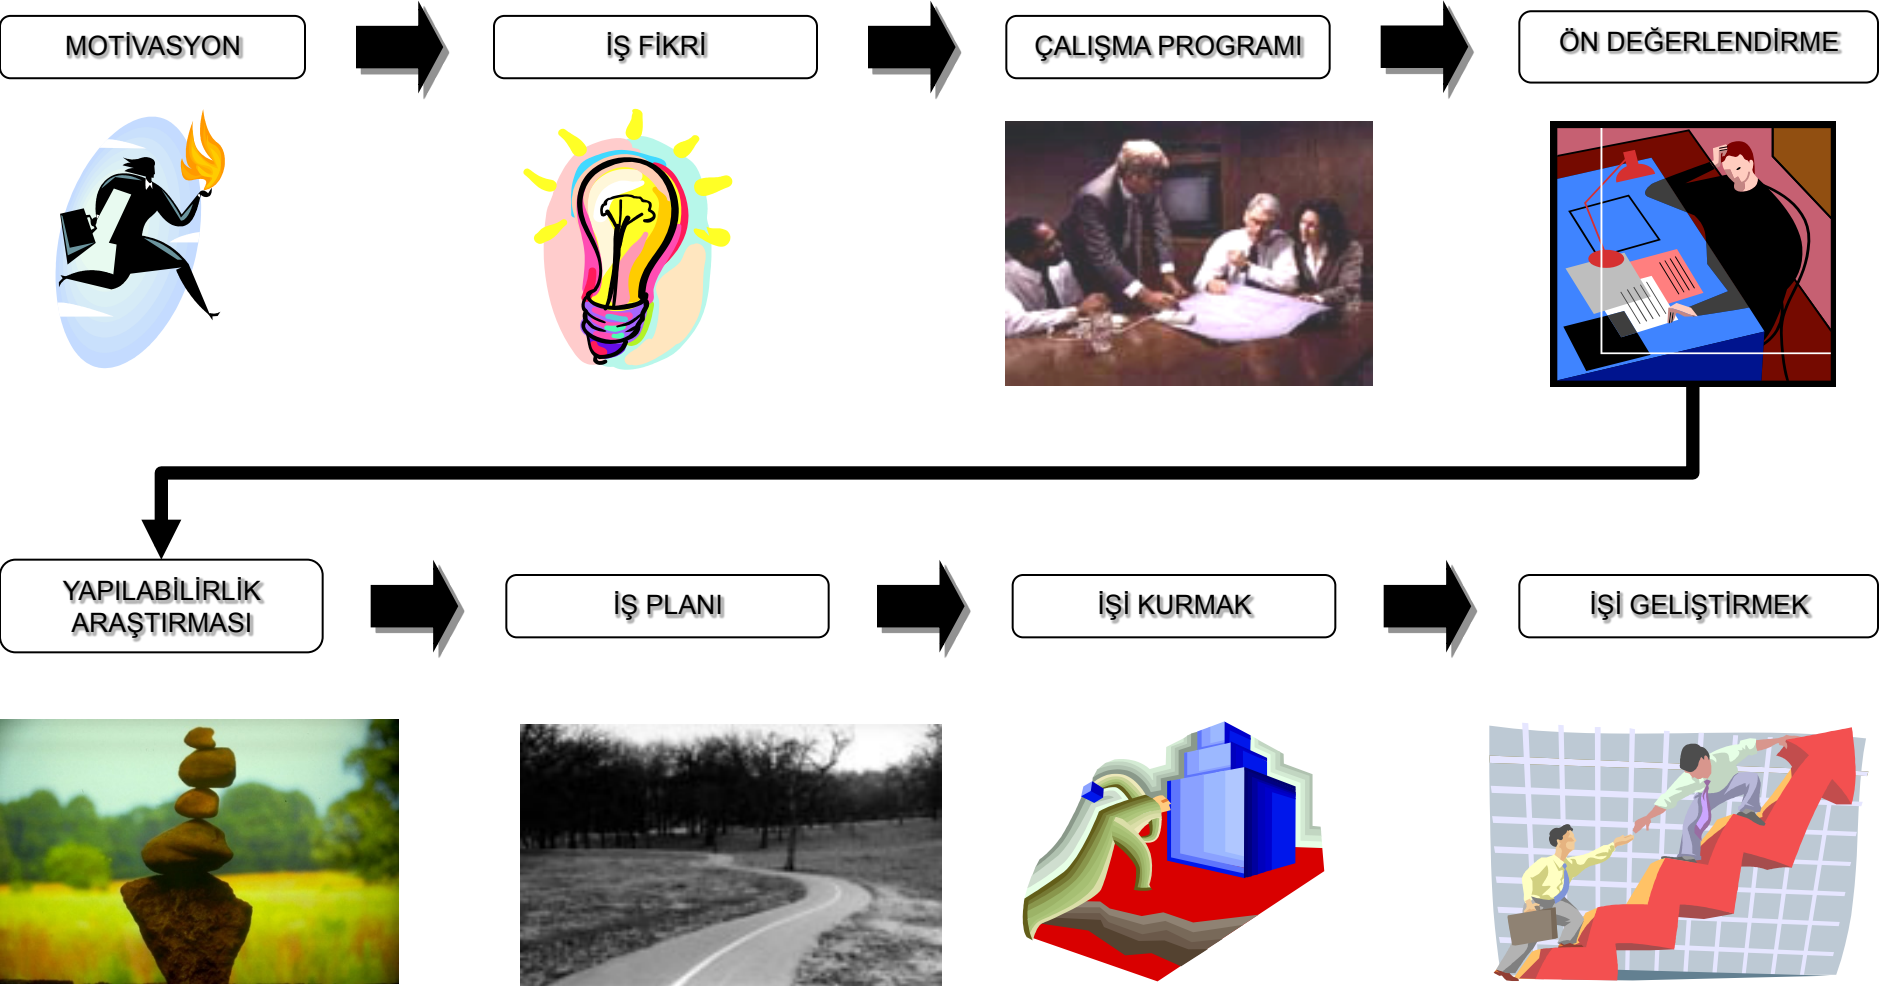 MOTİVASYON
İŞ FİKRİ
ÇALIŞMA PROGRAMI
ÖN DEĞERLENDİRME
YAPILABİLİRLİK
ARAŞTIRMASI
İŞ PLANI
İŞİ KURMAK
İŞİ GELİŞTİRMEK